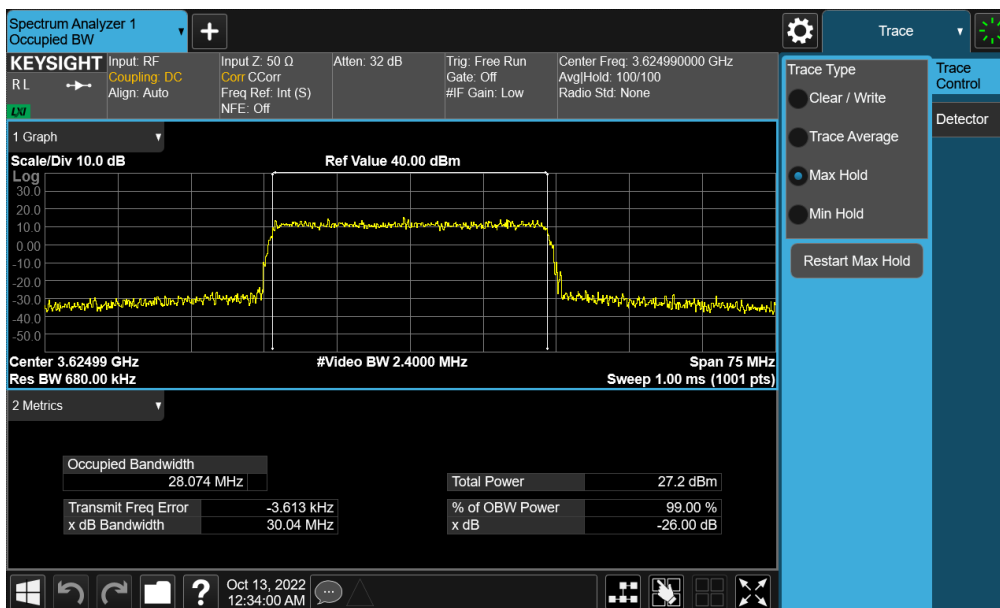 Spectrum Analyzer 1
Occupied BW
+
Trace
KEYSIGHT
R L
LXI
Input: RF
Coupling: DC
Align: Auto
Input Z: 50 Ω
Corr CCorr
Freq Ref: Int (S)
NFE: Off
Atten: 32 dB
Trig: Free Run
Gate: Off
#IF Gain: Low
Center Freq: 3.624990000 GHz
Avg|Hold: 100/100
Radio Std: None
Trace Type
Clear / Write
Trace Average
Max Hold
Min Hold
Restart Max Hold
Trace
Control
Detector
1 Graph
Scale/Div 10.0 dB
Ref Value 40.00 dBm
Log
30.0
20.0
10.0
0.00
-10.0
-20.0
-30.0
-40.0
-50.0
Center 3.62499 GHz
#Video BW 2.4000 MHz
Span 75 MHz
Res BW 680.00 kHz
Sweep 1.00 ms (1001 pts)
2 Metrics
Occupied Bandwidth
28.074 MHz
Total Power 27.2 dBm
Transmit Freq Error -3.613 kHz
% of OBW Power 99.00 %
x dB Bandwidth 30.04 MHz
x dB -26.00 dB
?
Oct 13, 2022
12:34:00 AM